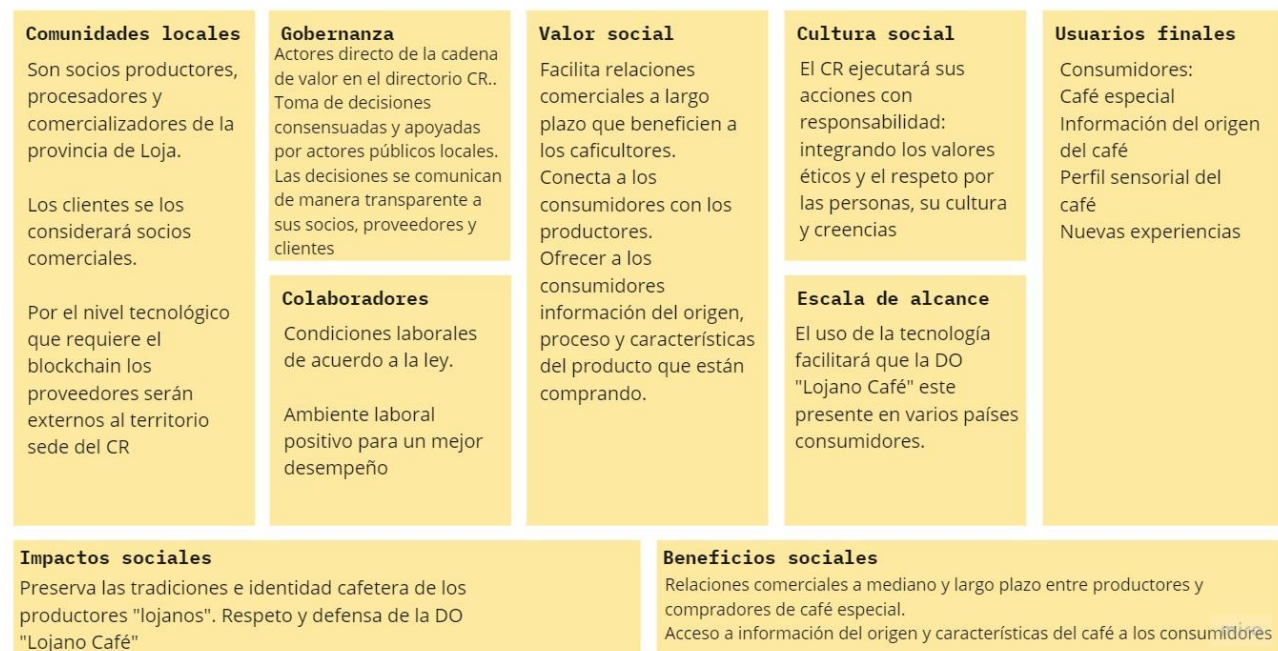 Comunidades locales
Son socios productores,
procesadores y
comercializadores de la
provincia de Loja.
Los clientes se los
considerará socios
comerciales.
Por el nivel tecnológico
que requiere el
blockchain los
proveedores serán
externos al territorio
sede del CR
Gobernanza
Actores directo de la cadena
de valor en el directorio CR..
Toma de decisiones
consensuadas y apoyadas
por actores públicos locales.
Las decisiones se comunican
de manera transparente a
sus socios, proveedores y
clientes
Colaboradores
Condiciones laborales
de acuerdo a la ley.
Ambiente laboral
positivo para un mejor
desempeño
Valor social
Facilita relaciones
comerciales a largo
plazo que beneficien a
los caficultores.
Conecta a los
consumidores con los
productores.
Ofrecer a los
consumidores
información del origen,
proceso y características
del producto que están
comprando.
Cultura social
El CR ejecutará sus
acciones con
responsabilidad:
integrando los valores
éticos y el respeto por
las personas, su cultura
y creencias
Escala de alcance
El uso de la tecnología
facilitará que la DO
"Lojano Café" este
presente en varios países
consumidores.
Usuarios finales
Consumidores:
Café especial
Información del origen
del café
Perfil sensorial del
café
Nuevas experiencias
Impactos sociales
Preserva las tradiciones e identidad cafetera de los
productores "lojanos". Respeto y defensa de la DO
"Lojano Café"
Beneficios sociales
Relaciones comerciales a mediano y largo plazo entre productores y
compradores de café especial.
Acceso a información del origen y características del café a los consumidores
miro